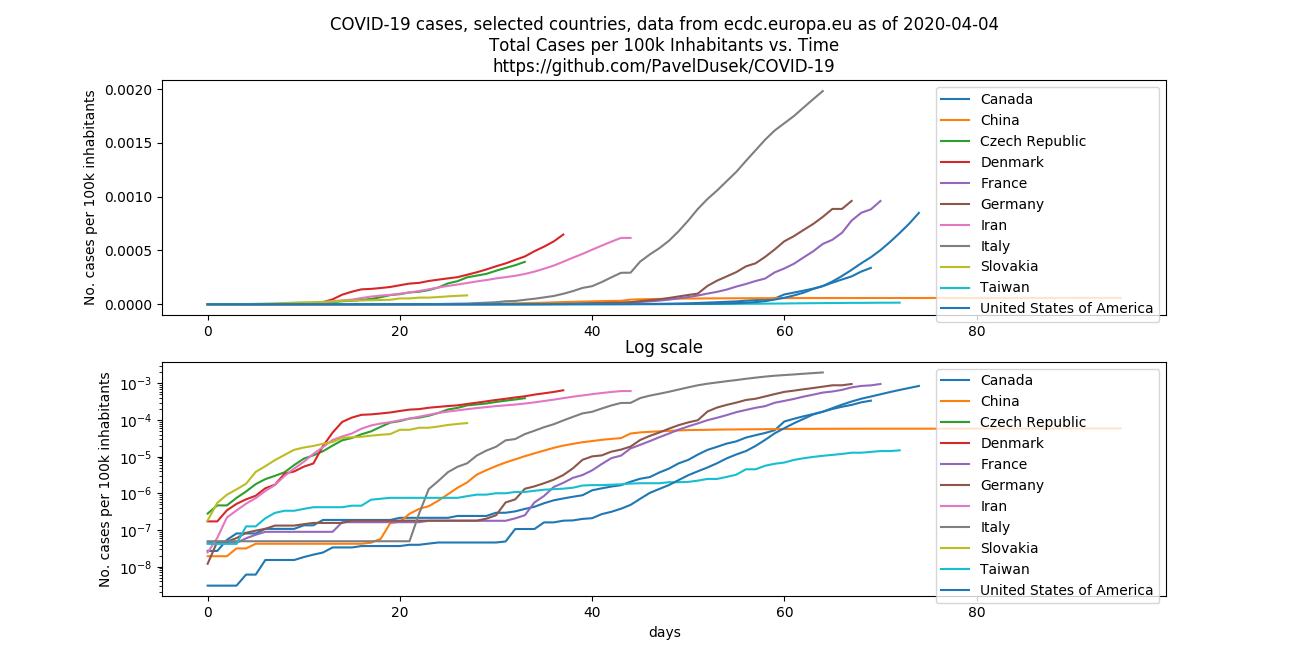 COVID-19 cases, selected countries, data from ecdc.europa.eu as of 2020-04-04
Total Cases per 100k Inhabitants vs. Time
https://github.com/PavelDusek/COVID-19
No. cases per 100k inhabitants
0.0020
0.0015
0.0010
0.0005
0.0000
0 20 40 60 80
Canada
China
Czech Republic
Denmark
France
Germany
Iran
Italy
Slovakia
Taiwan
United States of America
Log scale
No. cases per 100k inhabitants
10⁻³
10⁻⁴
10⁻⁵
10⁻⁶
10⁻⁷
10⁻⁸
0 20 40 60 80
days
Canada
China
Czech Republic
Denmark
France
Germany
Iran
Italy
Slovakia
Taiwan
United States of America